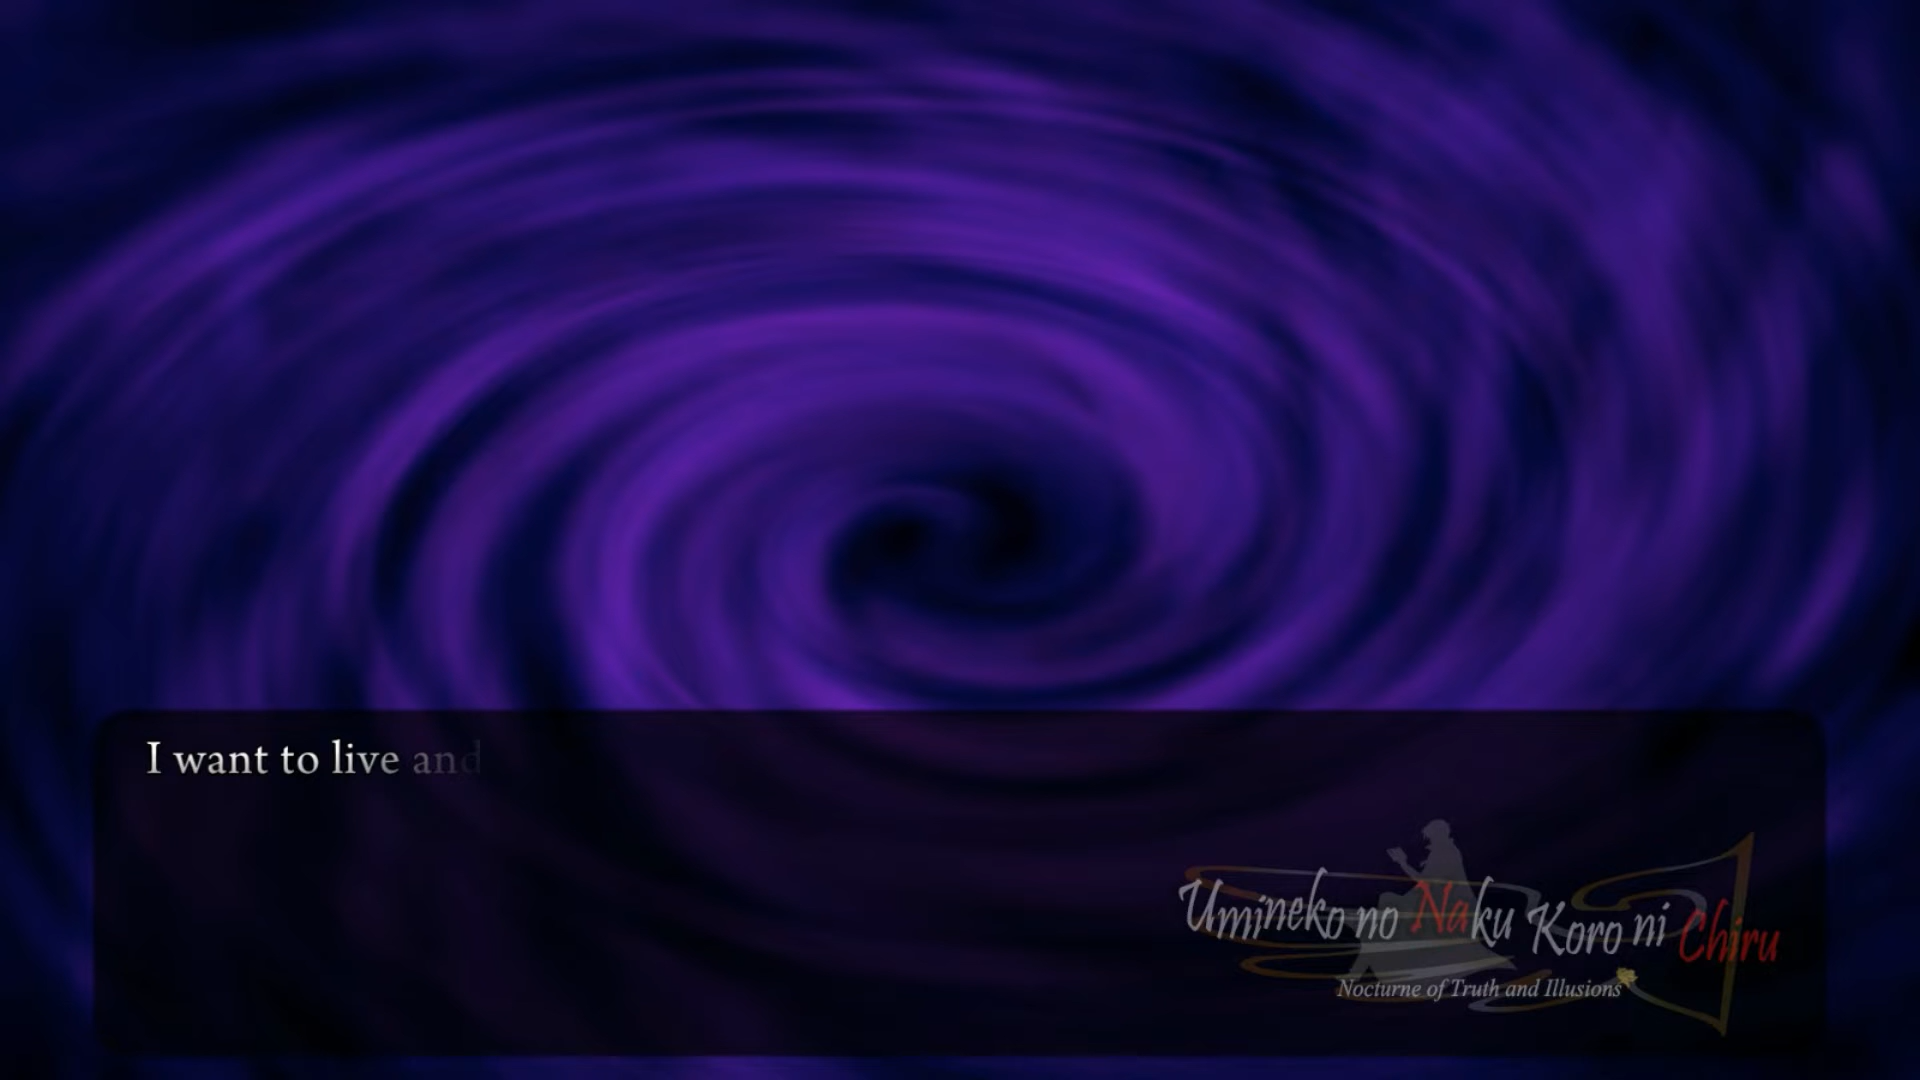 I want to live and
Umineko no Naku Koro ni Chiru
Nocturne of Truth and Illusions